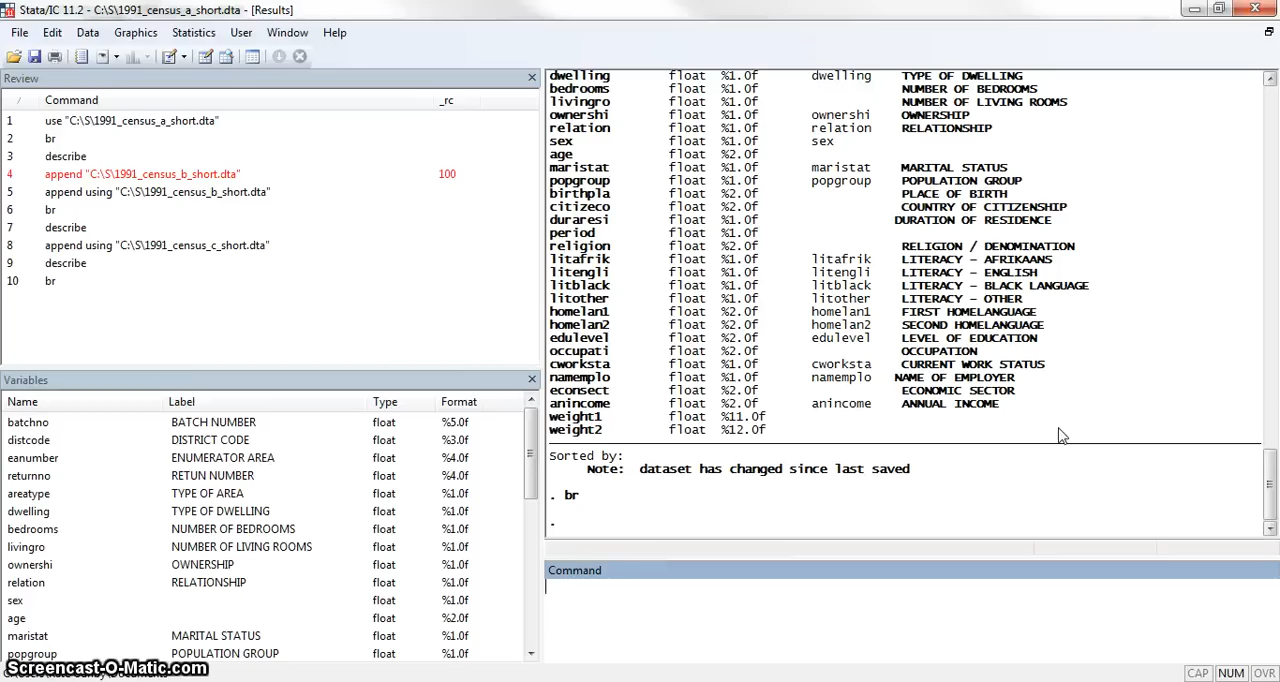 Stata/IC 11.2 - C:\S\1991_census_a_short.dta - [Results]
File Edit Data Graphics Statistics User Window Help
Review
/ Command _rc
1 use "C:\S\1991_census_a_short.dta"
2 br
3 describe
4 append "C:\S\1991_census_b_short.dta" 100
5 append using "C:\S\1991_census_b_short.dta"
6 br
7 describe
8 append using "C:\S\1991_census_c_short.dta"
9 describe
10 br
Variables
Name Label Type Format
batchno BATCH NUMBER float %5.0f
distcode DISTRICT CODE float %3.0f
eanumber ENUMERATOR AREA float %4.0f
returnno RETUN NUMBER float %4.0f
areatype TYPE OF AREA float %1.0f
dwelling TYPE OF DWELLING float %1.0f
bedrooms NUMBER OF BEDROOMS float %1.0f
livingro NUMBER OF LIVING ROOMS float %1.0f
ownershi OWNERSHIP float %1.0f
relation RELATIONSHIP float %1.0f
sex float %1.0f
age float %2.0f
maristat MARITAL STATUS float %1.0f
popgroup POPULATION GROUP float %1.0f
dwelling float %1.0f dwelling TYPE OF DWELLING
bedrooms float %1.0f NUMBER OF BEDROOMS
livingro float %1.0f NUMBER OF LIVING ROOMS
ownershi float %1.0f ownershi OWNERSHIP
relation float %1.0f relation RELATIONSHIP
sex float %1.0f sex
age float %2.0f
maristat float %1.0f maristat MARITAL STATUS
popgroup float %1.0f popgroup POPULATION GROUP
birthpla float %2.0f PLACE OF BIRTH
citizeco float %2.0f COUNTRY OF CITIZENSHIP
duraresi float %2.0f DURATION OF RESIDENCE
period float %1.0f
religion float %2.0f RELIGION / DENOMINATION
litafrik float %1.0f litafrik LITERACY - AFRIKAANS
litengli float %1.0f litengli LITERACY - ENGLISH
litblack float %1.0f litblack LITERACY - BLACK LANGUAGE
litother float %1.0f litother LITERACY - OTHER
homelan1 float %2.0f homelan1 FIRST HOMELANGUAGE
homelan2 float %2.0f homelan2 SECOND HOMELANGUAGE
edulevel float %2.0f edulevel LEVEL OF EDUCATION
occupati float %2.0f OCCUPATION
cworksta float %2.0f cworksta CURRENT WORK STATUS
namemplo float %1.0f namemplo NAME OF EMPLOYER
econsect float %2.0f ECONOMIC SECTOR
anincome float %2.0f anincome ANNUAL INCOME
weight1 float %11.0f
weight2 float %12.0f
Sorted by:
Note: dataset has changed since last saved
. br
.
Command
Screencast-O-Matic.com
CAP NUM OVR